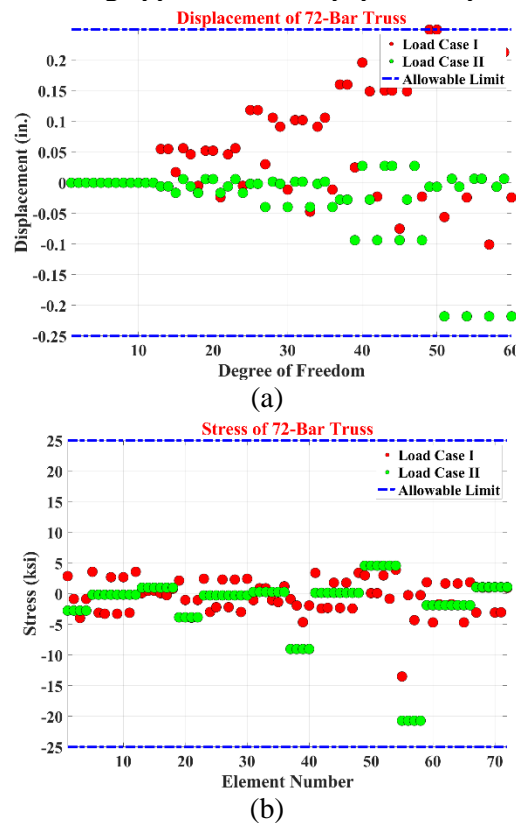 Displacement of 72-Bar Truss
Load Case I
Load Case II
Allowable Limit
0.2
0.15
0.1
0.05
0
-0.05
-0.1
-0.15
-0.2
-0.25
Displacement (in.)
10
20
30
40
50
60
Degree of Freedom
(a)
Stress of 72-Bar Truss
Load Case I
Load Case II
Allowable Limit
25
20
15
10
5
0
-5
-10
-15
-20
-25
Stress (ksi)
10
20
30
40
50
60
70
Element Number
(b)